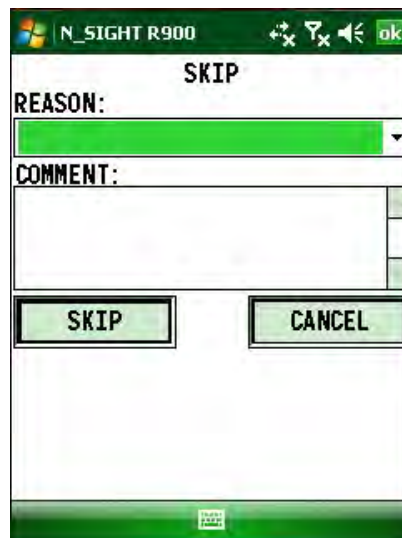 N_SIGHT R900 ok
SKIP
REASON:
COMMENT:
SKIP CANCEL